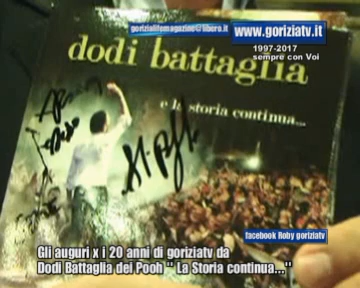 gorizialifemagazine@libero.it
www.goriziatv.it
1997-2017
sempre con Voi
dodi battaglia
e la storia continua...
facebook Roby goriziatv
Gli auguri x i 20 anni di goriziatv da
Dodi Battaglia dei Pooh " La Storia continua..."